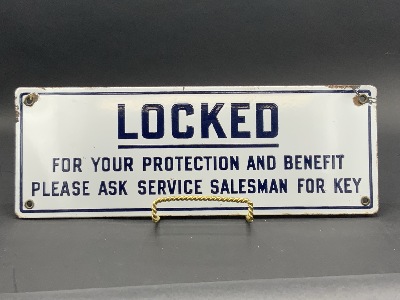 LOCKED
FOR YOUR PROTECTION AND BENEFIT
PLEASE ASK SERVICE SALESMAN FOR KEY